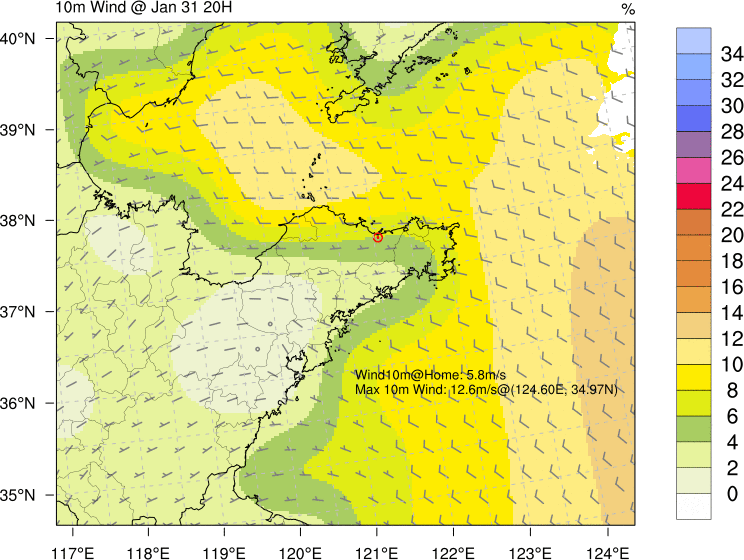 10m Wind @ Jan 31 20H
%
40°N
39°N
38°N
37°N
36°N
35°N
Wind10m@Home: 5.8m/s
Max 10m Wind: 12.6m/s@(124.60E, 34.97N)
117°E 118°E 119°E 120°E 121°E 122°E 123°E 124°E
34
32
30
28
26
24
22
20
18
16
14
12
10
8
6
4
2
0